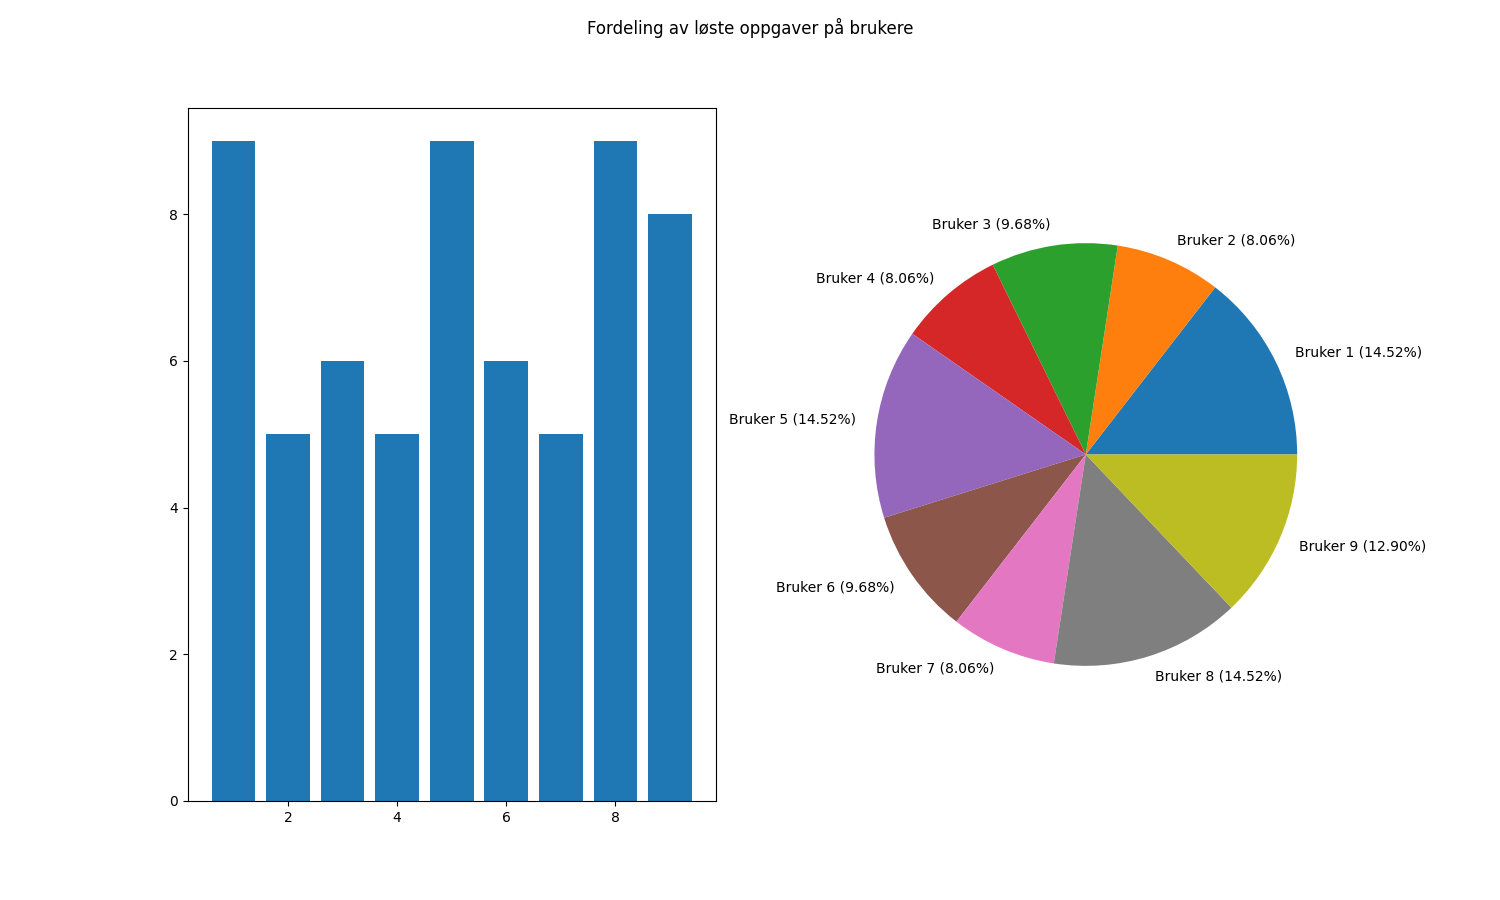 Fordeling av løste oppgaver på brukere
8
6
4
2
0
2 4 6 8
Bruker 3 (9.68%)
Bruker 2 (8.06%)
Bruker 4 (8.06%)
Bruker 1 (14.52%)
Bruker 5 (14.52%)
Bruker 9 (12.90%)
Bruker 6 (9.68%)
Bruker 7 (8.06%)
Bruker 8 (14.52%)